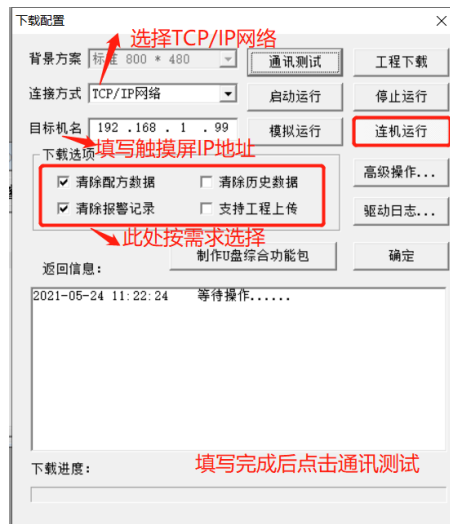 下载配置
选择TCP/IP网络
背景方案 标准 800 * 480 通讯测试 工程下载
连接方式 TCP/IP网络 启动运行 停止运行
目标机名 192 .168 . 1 . 99 模拟运行 连机运行
填写触摸屏IP地址
下载选项
清除配方数据 清除历史数据 高级操作...
清除报警记录 支持工程上传 驱动日志...
此处按需求选择
制作U盘综合功能包 确定
返回信息:
2021-05-24 11:22:24 等待操作......
填写完成后点击通讯测试
下载进度: